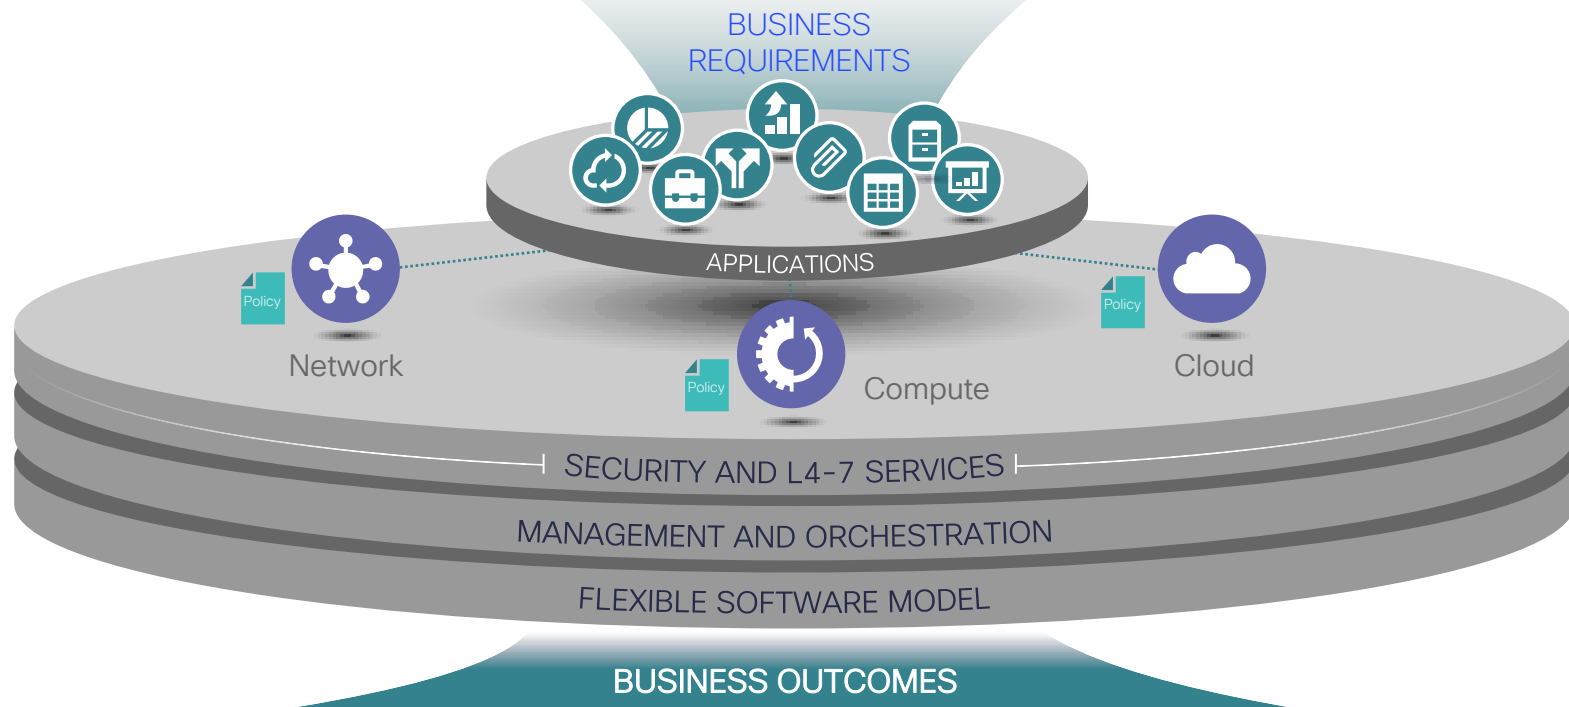 BUSINESS
REQUIREMENTS
APPLICATIONS
Policy
Network
Policy
Compute
Policy
Cloud
SECURITY AND L4-7 SERVICES
MANAGEMENT AND ORCHESTRATION
FLEXIBLE SOFTWARE MODEL
BUSINESS OUTCOMES